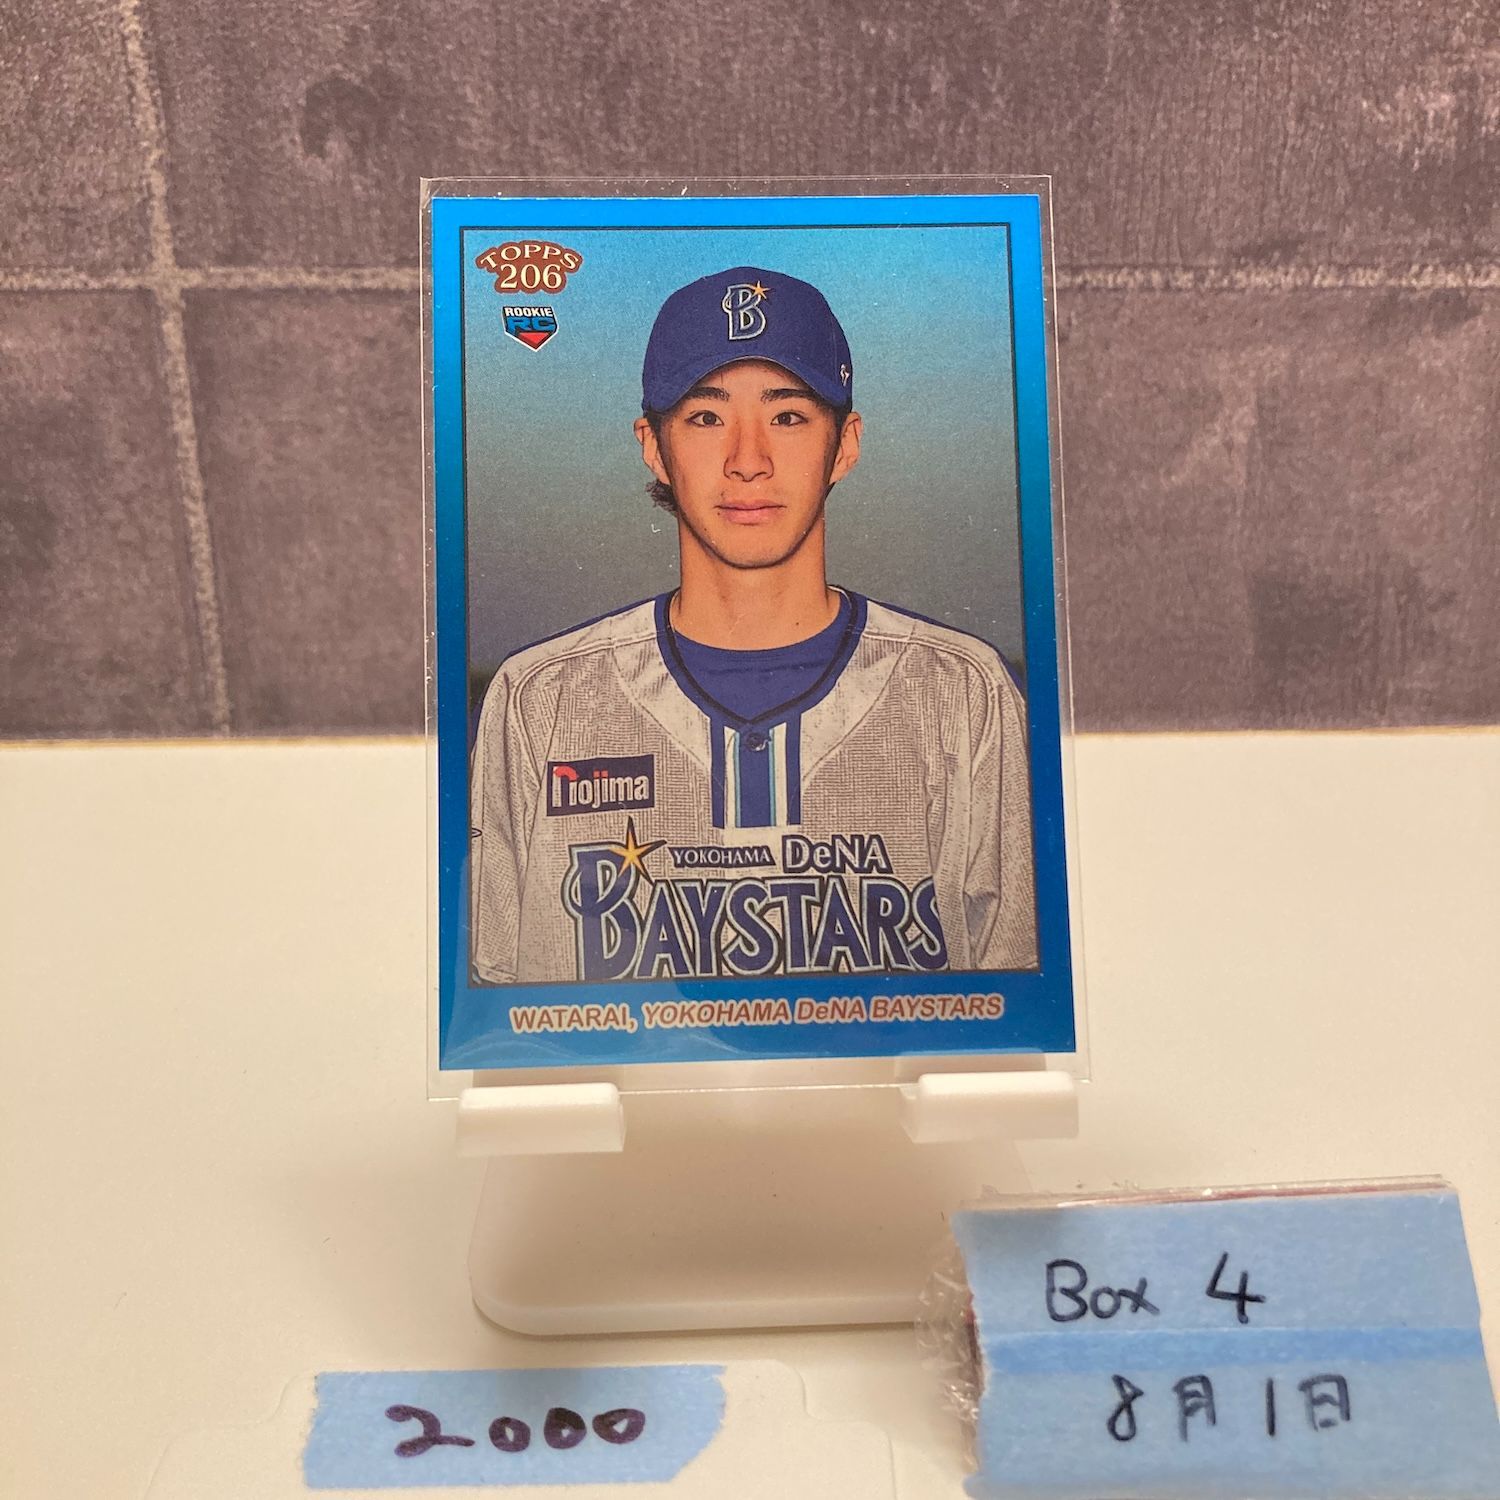 TOPPS
206
ROOKIE
RC
B
nojima
YOKOHAMA DeNA
BAYSTARS
WATARAI, YOKOHAMA DeNA BAYSTARS
Box 4
8月1日
2000